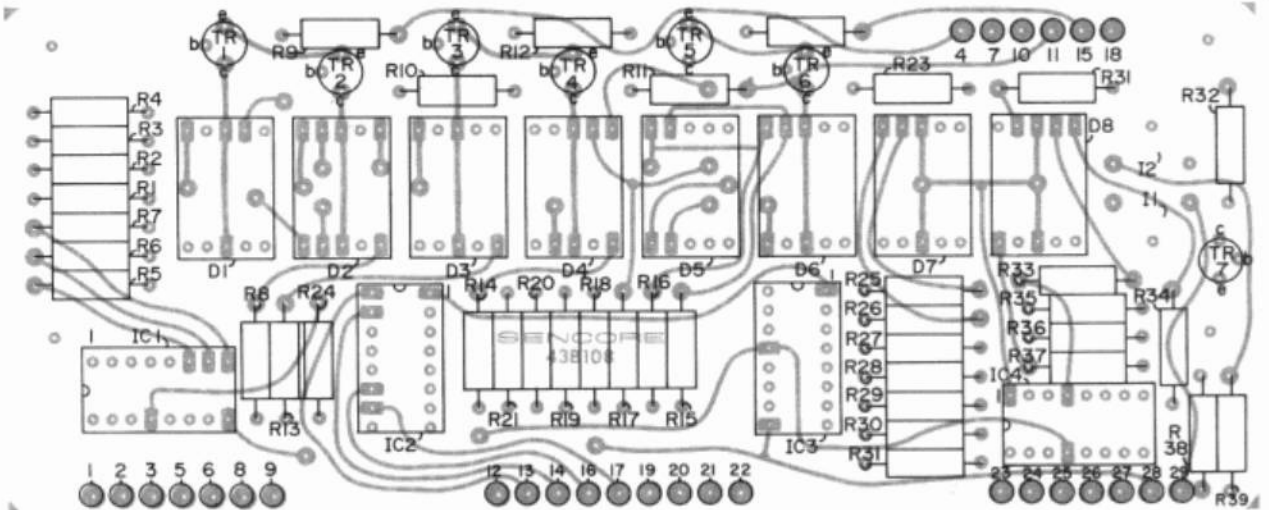 e
b TR 1 c
R9
e
b TR 2 c
e
b TR 3 c
R10
R12
e
b TR 4 c
e
b TR 5 c
R11
e
b TR 6 c
R23
4 7 10 11 15 18
R31
R32
R4
R3
R2
R1
R7
R6
R5
D1
D2
D3
D4
D5
D6
D7
D8
I2
I1
c
TR 7 b
e
R8
R24
R14
R20
R18
R16
R25
R26
R27
R28
R29
R30
R31
R33
R35
R36
R37
R34
1 IC1
1
SENCORE
43B108
1
IC4
1
R13
IC2
R21
R19
R17
R15
IC3
R38
R39
1 2 3 5 6 8 9
12 13 14 16 17 19 20 21 22
23 24 25 26 27 28 29